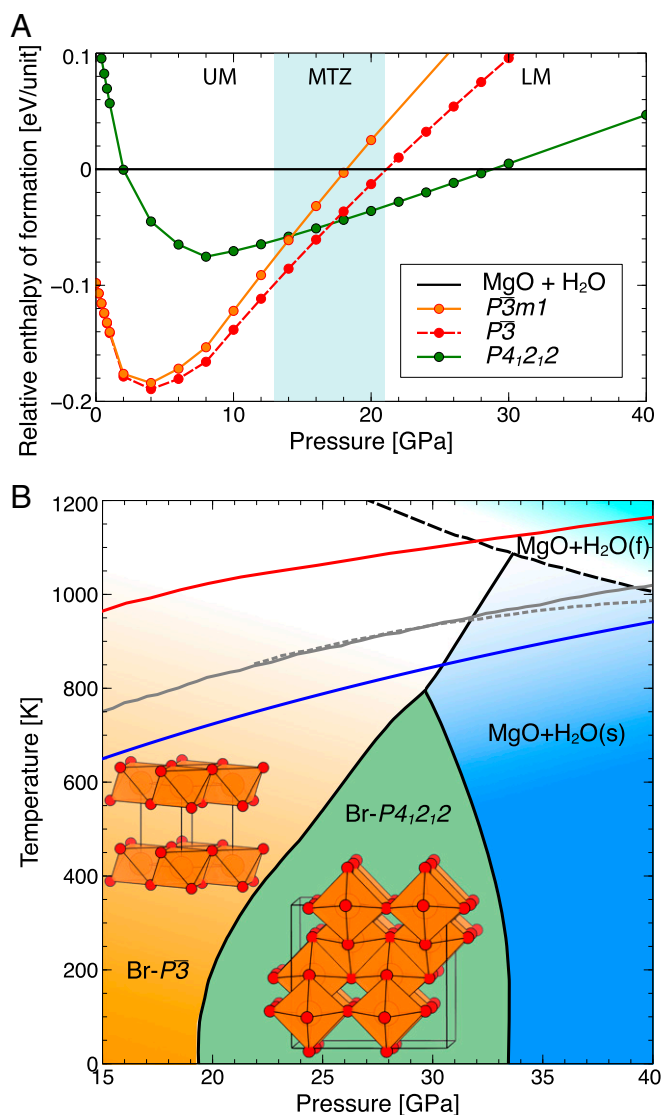 A
Relative enthalpy of formation [eV/unit]
0.1
0
−0.1
−0.2
UM MTZ LM
MgO + H₂O
P3̅m1
P3̅
P4₁2₁2
0 10 20 30 40
Pressure [GPa]
B
Temperature [K]
1200
1000
800
600
400
200
0
MgO+H₂O(f)
MgO+H₂O(s)
Br-P4₁2₁2
Br-P3̅
15 20 25 30 35 40
Pressure [GPa]